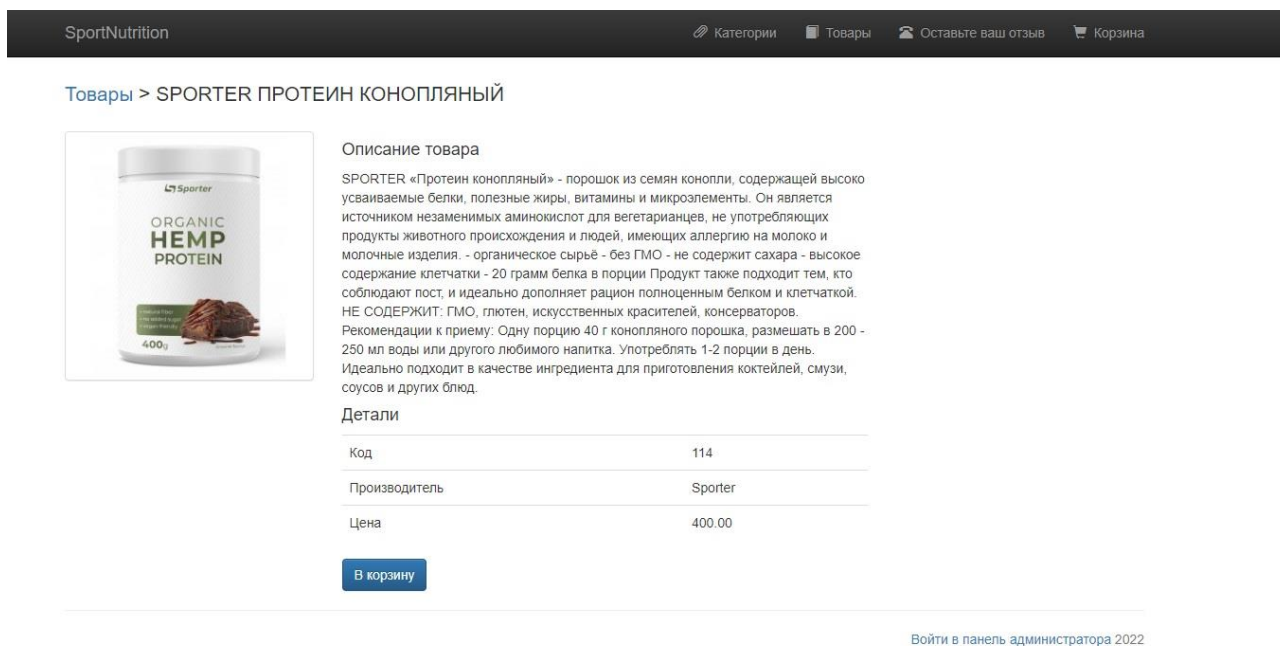 SportNutrition
Категории
Товары
Оставьте ваш отзыв
Корзина
Товары > SPORTER ПРОТЕИН КОНОПЛЯНЫЙ
Sporter
ORGANIC
HEMP
PROTEIN
400g
Описание товара
SPORTER «Протеин конопляный» - порошок из семян конопли, содержащей высоко
усваиваемые белки, полезные жиры, витамины и микроэлементы. Он является
источником незаменимых аминокислот для вегетарианцев, не употребляющих
продукты животного происхождения и людей, имеющих аллергию на молоко и
молочные изделия. - органическое сырьё - без ГМО - не содержит сахара - высокое
содержание клетчатки - 20 грамм белка в порции Продукт также подходит тем, кто
соблюдают пост, и идеально дополняет рацион полноценным белком и клетчаткой.
НЕ СОДЕРЖИТ: ГМО, глютен, искусственных красителей, консерваторов.
Рекомендации к приему: Одну порцию 40 г конопляного порошка, размешать в 200 -
250 мл воды или другого любимого напитка. Употреблять 1-2 порции в день.
Идеально подходит в качестве ингредиента для приготовления коктейлей, смузи,
соусов и других блюд.
Детали
Код 114
Производитель Sporter
Цена 400.00
В корзину
Войти в панель администратора 2022